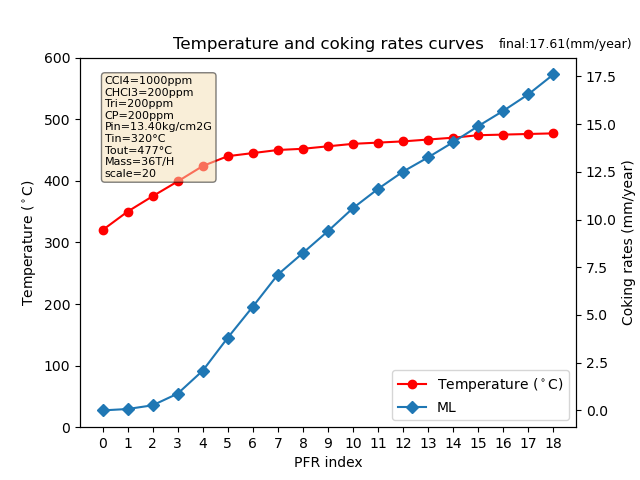 Temperature and coking rates curves
final:17.61(mm/year)
CCl4=1000ppm
CHCl3=200ppm
Tri=200ppm
CP=200ppm
Pin=13.40kg/cm2G
Tin=320°C
Tout=477°C
Mass=36T/H
scale=20
Temperature (°C)
600
500
400
300
200
100
0
17.5
15.0
12.5
10.0
7.5
5.0
2.5
0.0
Coking rates (mm/year)
Temperature (°C)
ML
0 1 2 3 4 5 6 7 8 9 10 11 12 13 14 15 16 17 18
PFR index